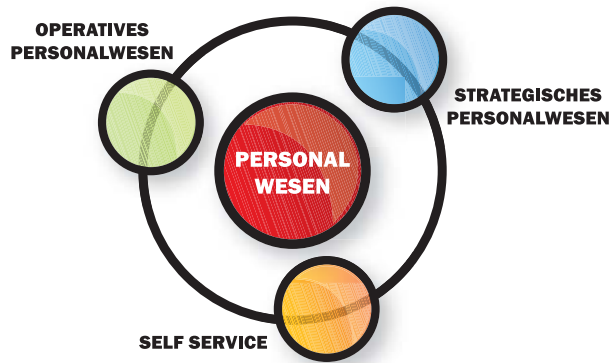 OPERATIVES
PERSONALWESEN
STRATEGISCHES
PERSONALWESEN
PERSONAL
WESEN
SELF SERVICE